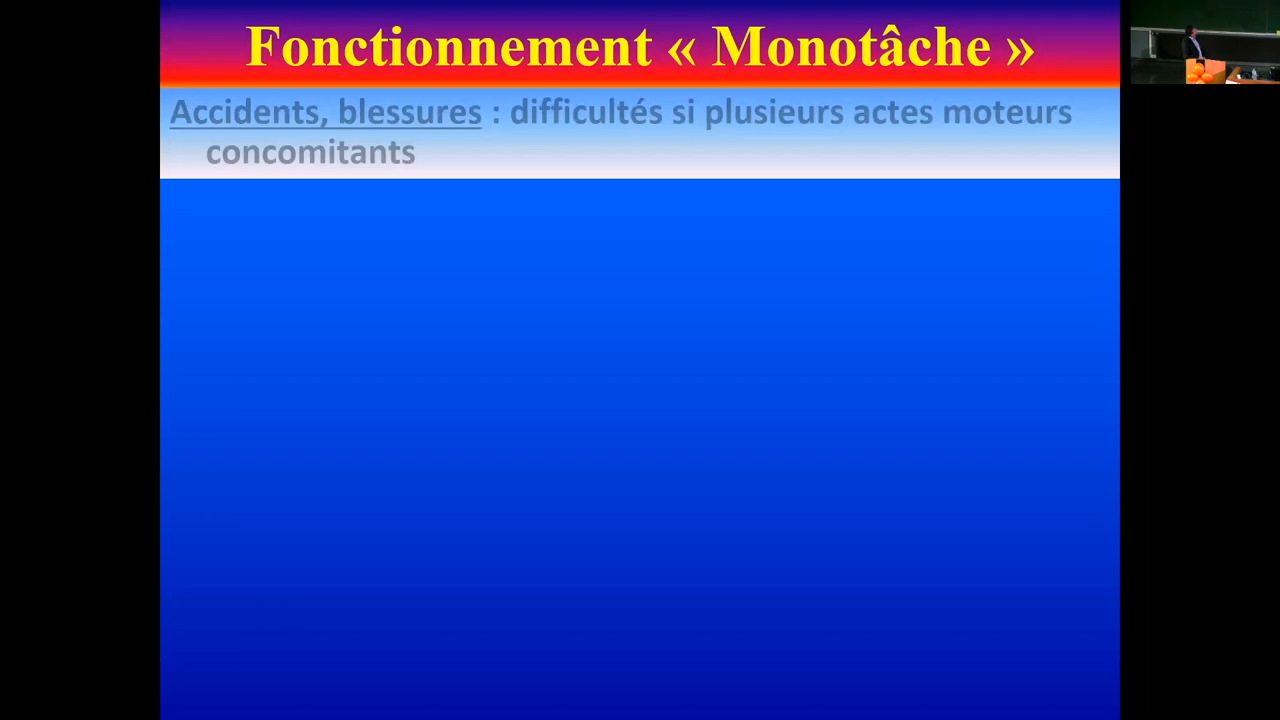 Fonctionnement « Monotâche »
Accidents, blessures : difficultés si plusieurs actes moteurs
concomitants